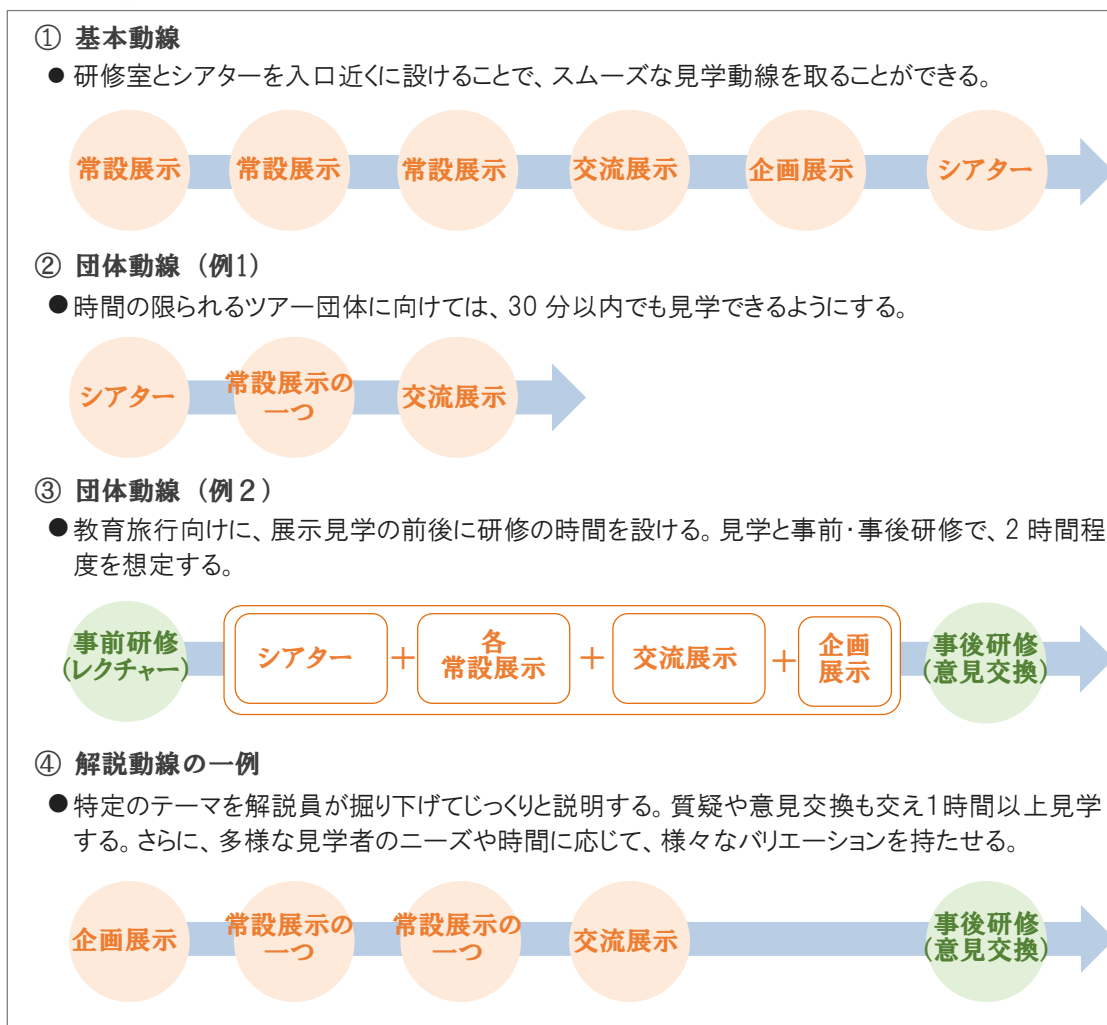 ① 基本動線
● 研修室とシアターを入口近くに設けることで、スムーズな見学動線を取ることができる。
常設展示 常設展示 常設展示 交流展示 企画展示 シアター
② 団体動線（例1）
● 時間の限られるツアー団体に向けては、30 分以内でも見学できるようにする。
シアター 常設展示の 交流展示
一つ
③ 団体動線（例２）
● 教育旅行向けに、展示見学の前後に研修の時間を設ける。見学と事前・事後研修で、2 時間程
度を想定する。
事前研修
(レクチャー)
シアター
+
各
常設展示
+
交流展示
+
企画
展示
事後研修
(意見交換)
④ 解説動線の一例
● 特定のテーマを解説員が掘り下げてじっくりと説明する。質疑や意見交換も交え1時間以上見学
する。さらに、多様な見学者のニーズや時間に応じて、様々なバリエーションを持たせる。
企画展示
常設展示の
一つ
常設展示の
一つ
交流展示
事後研修
(意見交換)